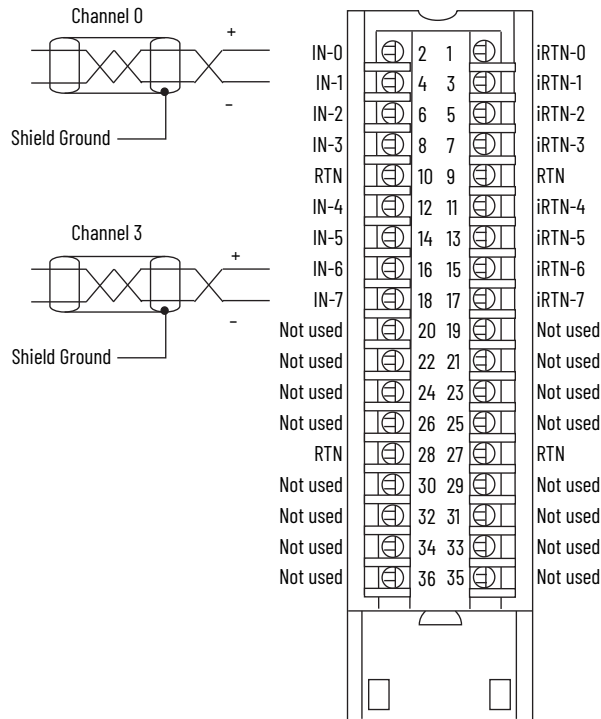 Channel 0
+
−
Shield Ground
Channel 3
+
−
Shield Ground
IN-0 2 1 iRTN-0
IN-1 4 3 iRTN-1
IN-2 6 5 iRTN-2
IN-3 8 7 iRTN-3
RTN 10 9 RTN
IN-4 12 11 iRTN-4
IN-5 14 13 iRTN-5
IN-6 16 15 iRTN-6
IN-7 18 17 iRTN-7
Not used 20 19 Not used
Not used 22 21 Not used
Not used 24 23 Not used
Not used 26 25 Not used
RTN 28 27 RTN
Not used 30 29 Not used
Not used 32 31 Not used
Not used 34 33 Not used
Not used 36 35 Not used